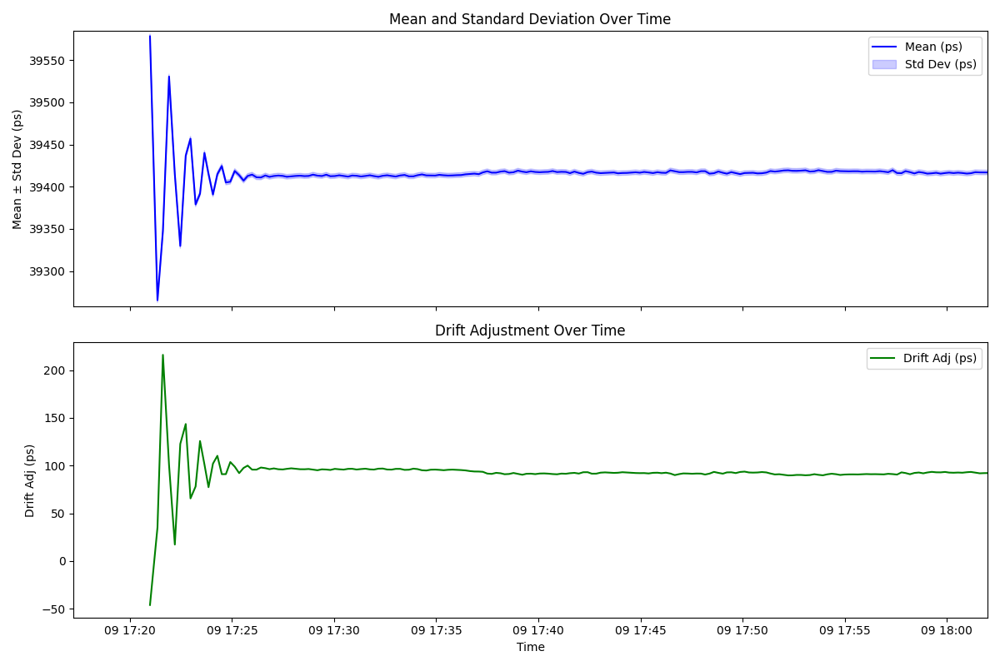 Mean and Standard Deviation Over Time
Mean ± Std Dev (ps)
39550
39500
39450
39400
39350
39300
Mean (ps)
Std Dev (ps)
Drift Adjustment Over Time
Drift Adj (ps)
200
150
100
50
0
−50
Drift Adj (ps)
09 17:20
09 17:25
09 17:30
09 17:35
09 17:40
09 17:45
09 17:50
09 17:55
09 18:00
Time